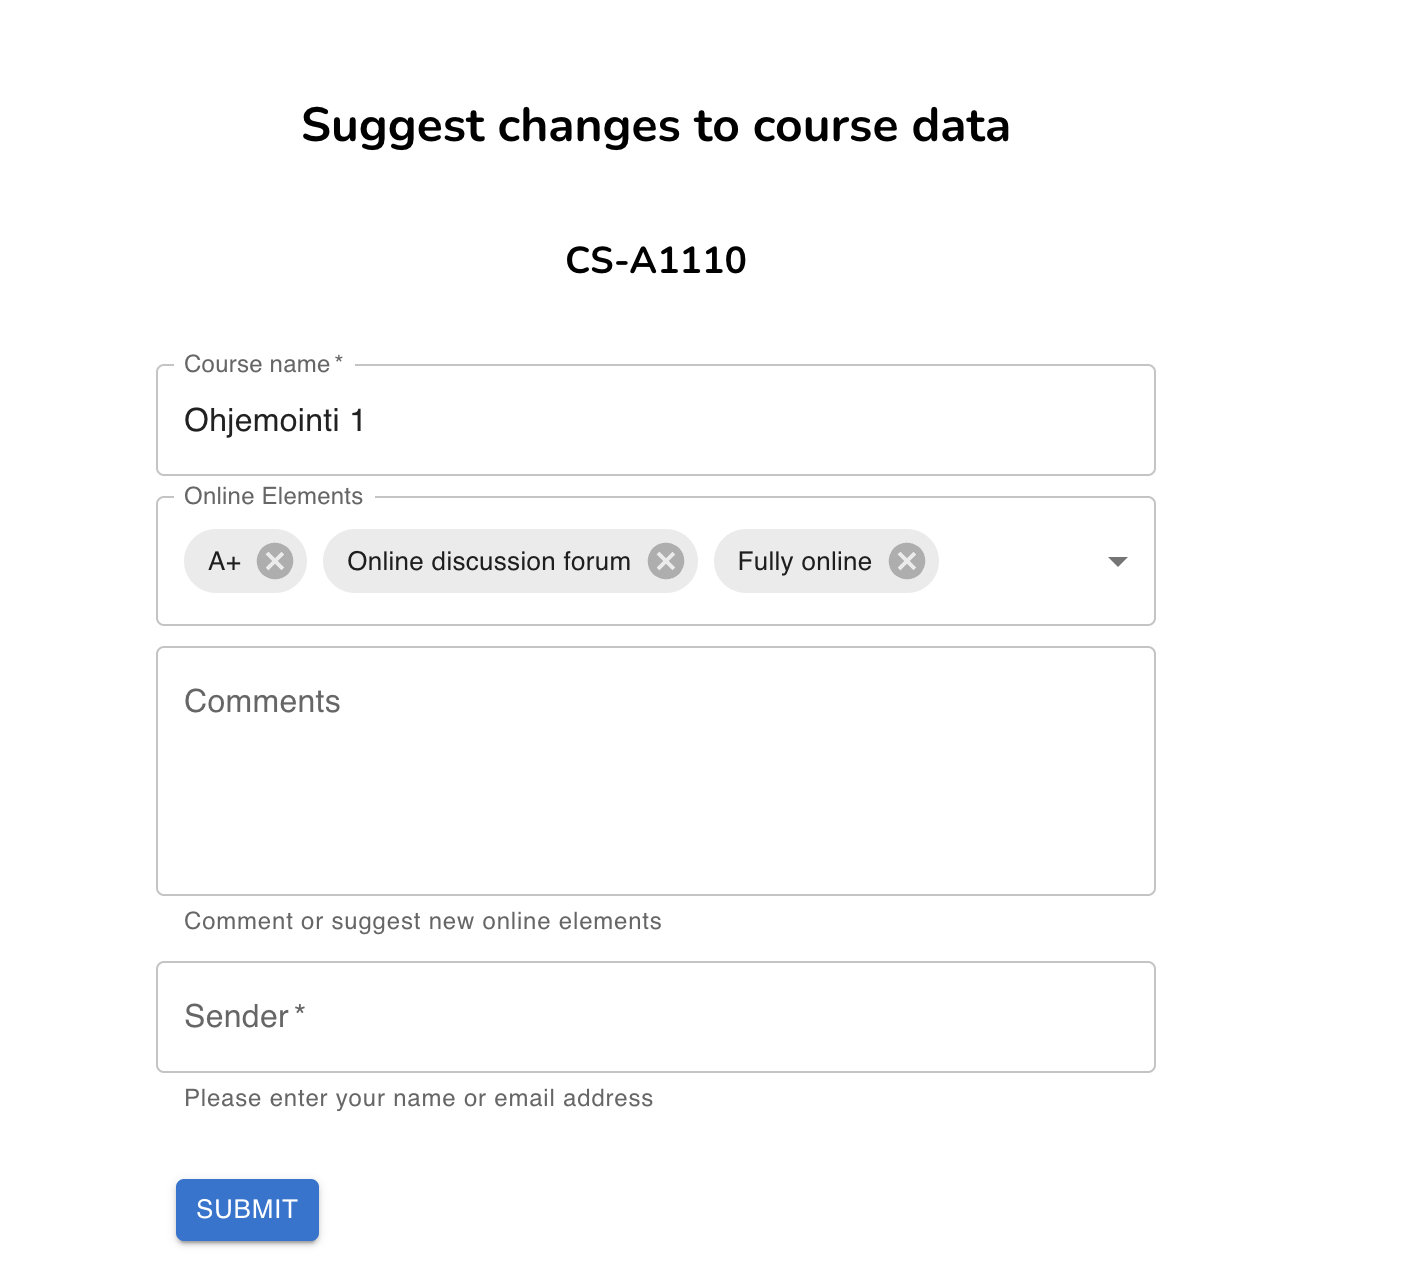 Suggest changes to course data
CS-A1110
Course name *
Ohjemointi 1
Online Elements
A+ Online discussion forum Fully online
Comments
Comment or suggest new online elements
Sender *
Please enter your name or email address
SUBMIT